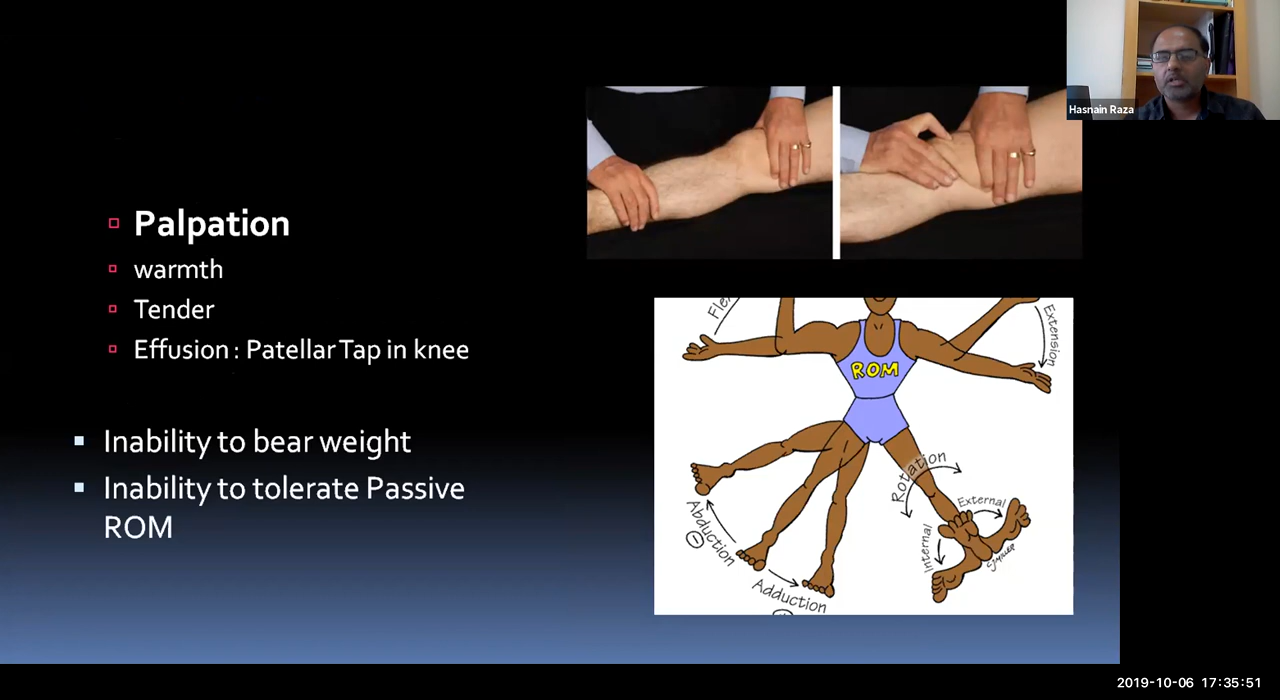 Hasnain Raza
Palpation
warmth
Tender
Effusion : Patellar Tap in knee
Inability to bear weight
Inability to tolerate Passive
ROM
Extension
ROM
Rotation
External
Internal
Abduction
Adduction
2019-10-06 17:35:51